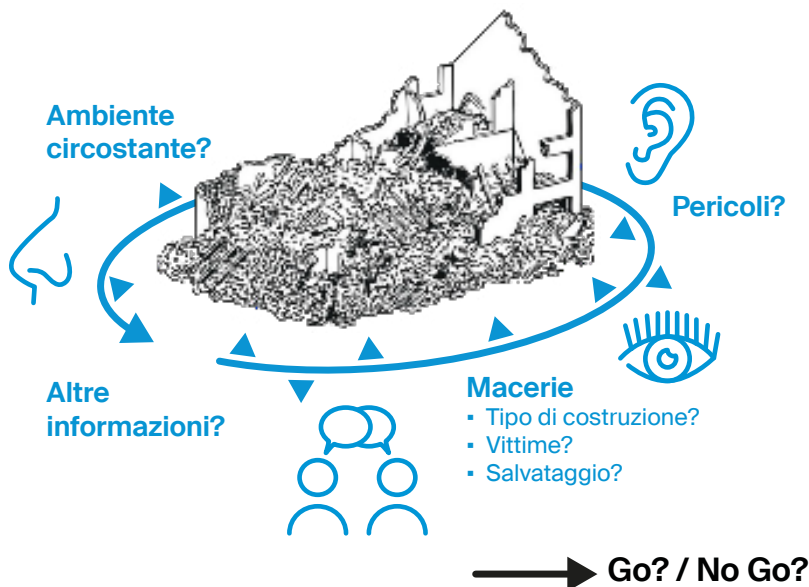 Ambiente
circostante?
Pericoli?
Altre
informazioni?
Macerie
▪ Tipo di costruzione?
▪ Vittime?
▪ Salvataggio?
Go? / No Go?